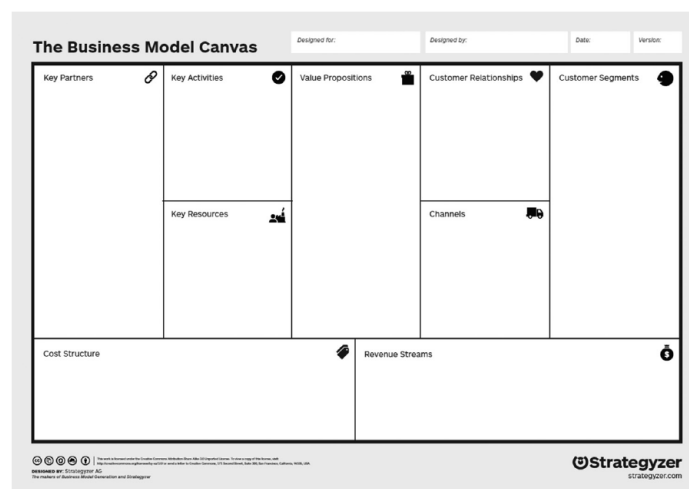 The Business Model Canvas
Designed for:
Designed by:
Date:
Version:
Key Partners
Key Activities
Value Propositions
Customer Relationships
Customer Segments
Key Resources
Channels
Cost Structure
Revenue Streams
DESIGNED BY: Strategyzer AG
The makers of Business Model Generation and Strategyzer
Strategyzer
strategyzer.com